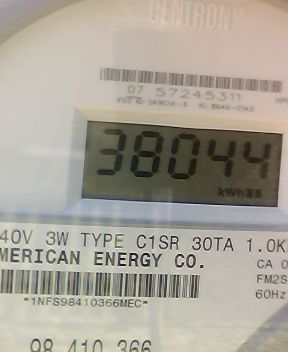 CENTRON®
07 57245311
38044
kWh
40V 3W TYPE C1SR 30TA 1.0K
MERICAN ENERGY CO.
CA 0
FM2S
60Hz
*1NFS98410366MEC*
98 410 366